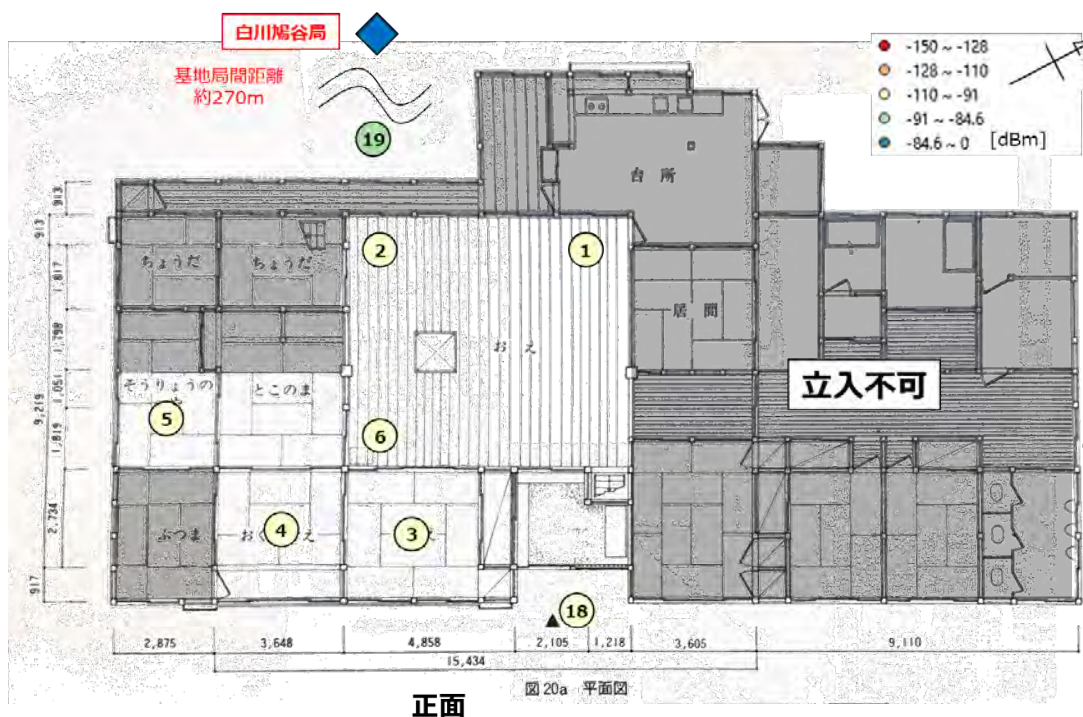 白川鳩谷局
基地局間距離
約270m
-150 ~ -128
-128 ~ -110
-110 ~ -91
-91 ~ -84.6
-84.6 ~ 0
[dBm]
19
台所
913
913
1,817
1,798
1,051
1,819
9,219
2,734
917
ちょうだ
ちょうだ
2
1
おえ
居間
立入不可
そうりょうの
とこのま
5
6
ぶつま
4
3
18
2,875
3,648
4,858
2,105
1,218
3,605
9,110
15,434
図20a 平面図
正面